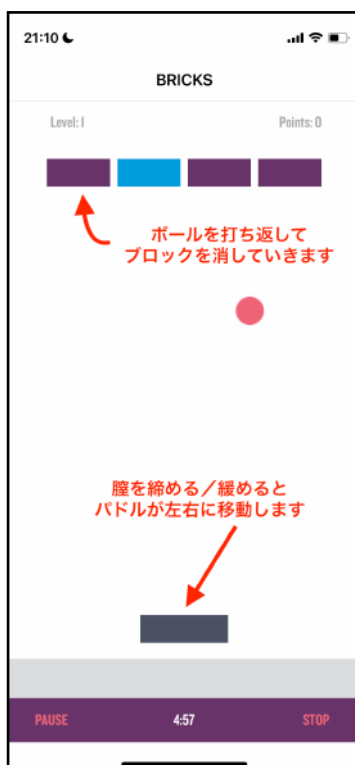 21:10
BRICKS
Level: 1
Points: 0
ボールを打ち返して
ブロックを消していきます
膣を締める／緩めると
パドルが左右に移動します
PAUSE
4:57
STOP